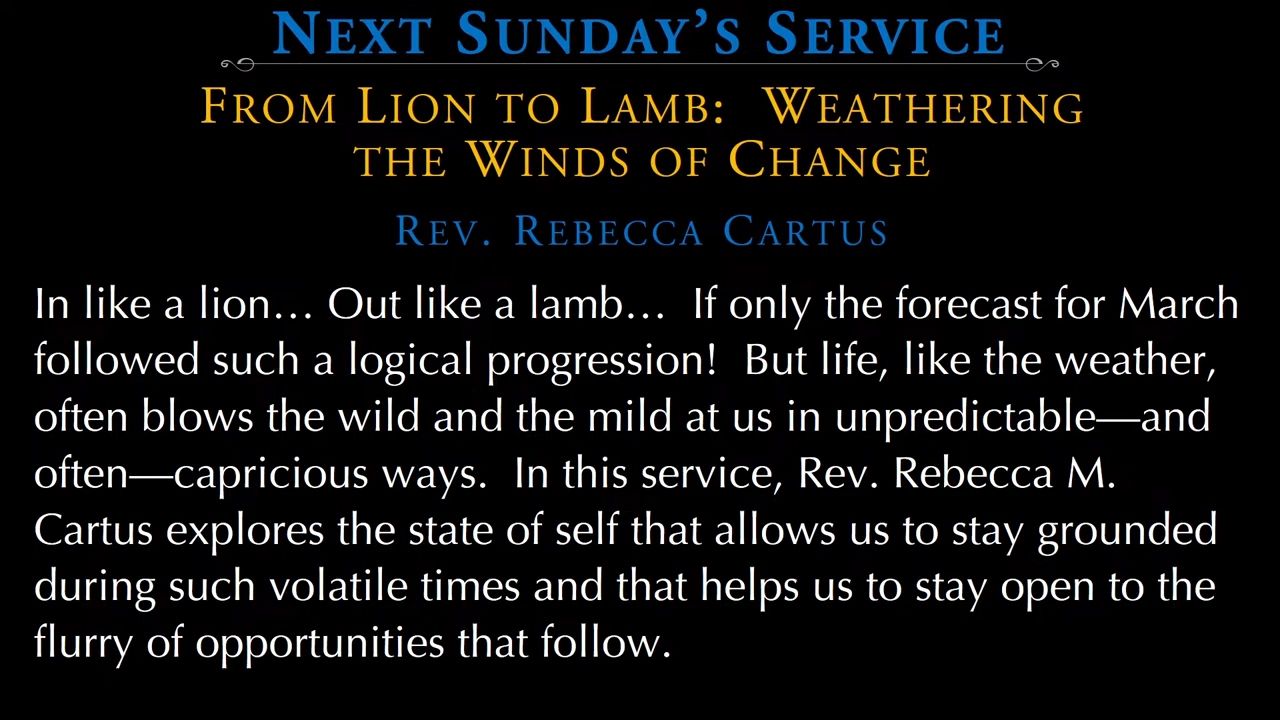 Next Sunday's Service
From Lion to Lamb:  Weathering
the Winds of Change
Rev. Rebecca Cartus
In like a lion… Out like a lamb…  If only the forecast for March
followed such a logical progression!  But life, like the weather,
often blows the wild and the mild at us in unpredictable—and
often—capricious ways.  In this service, Rev. Rebecca M.
Cartus explores the state of self that allows us to stay grounded
during such volatile times and that helps us to stay open to the
flurry of opportunities that follow.